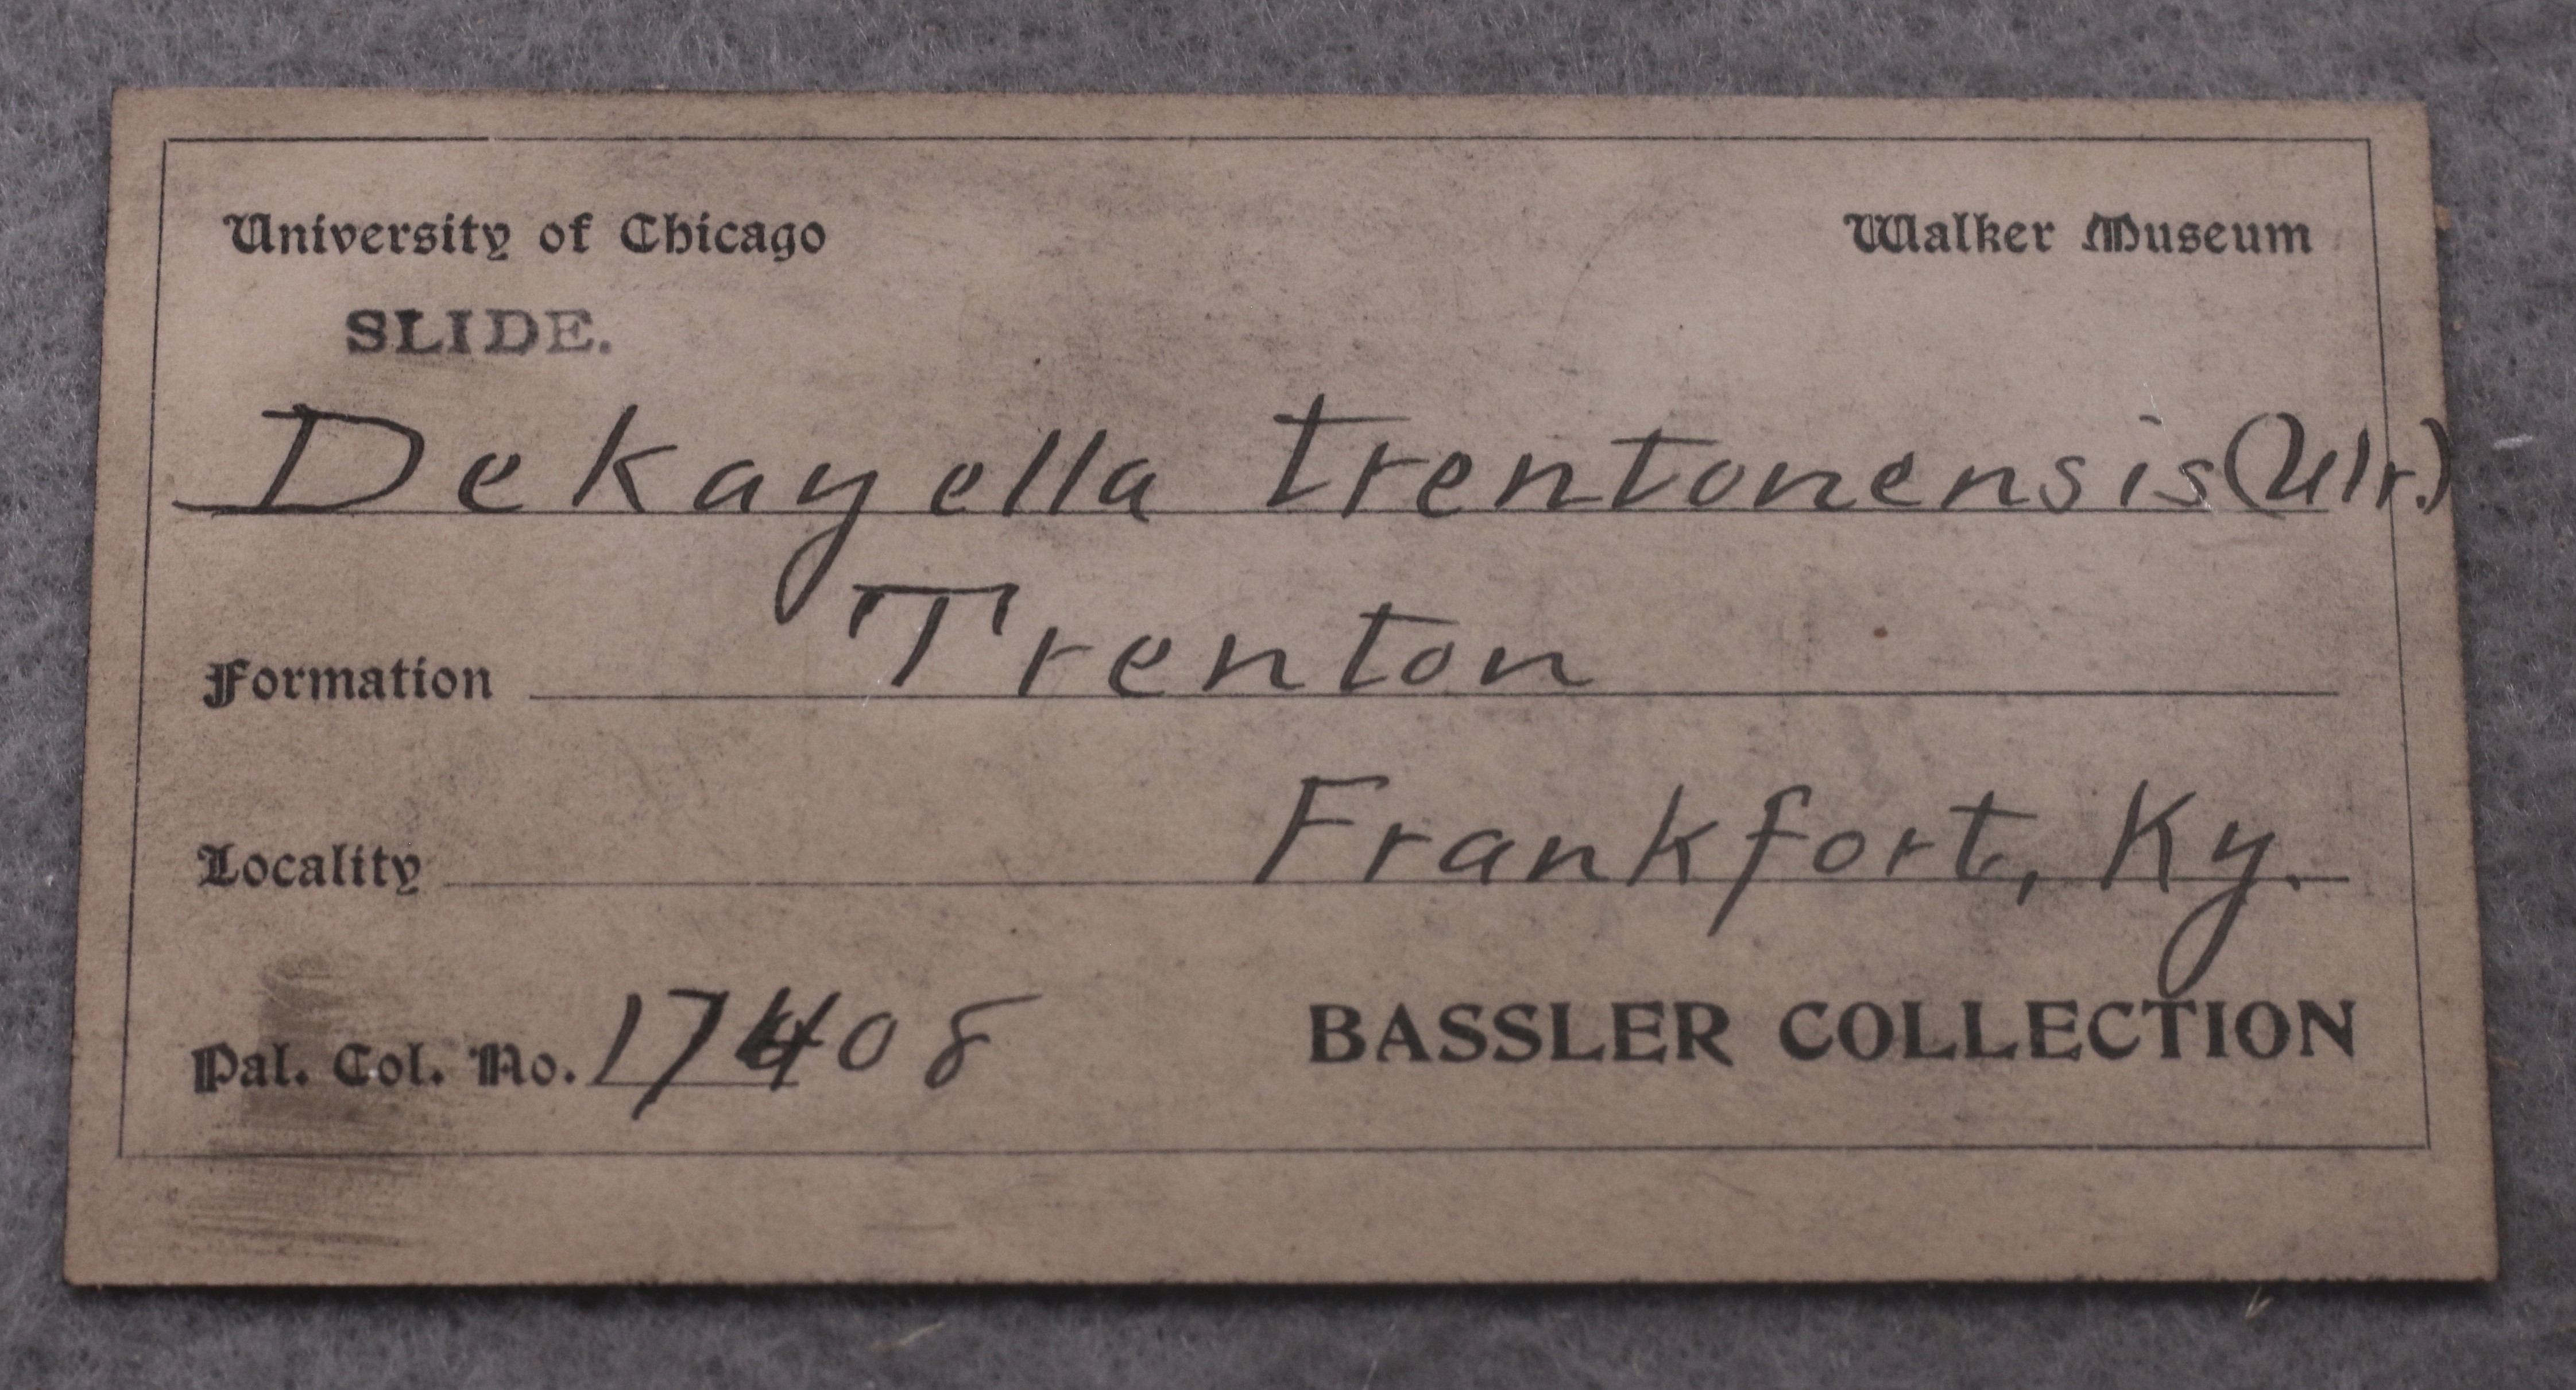 University of Chicago Walker Museum
SLIDE.
Dekayella trentonensis (Ulr.)
Formation Trenton
Locality Frankfort, Ky.
Pal. Col. No. 17408 BASSLER COLLECTION